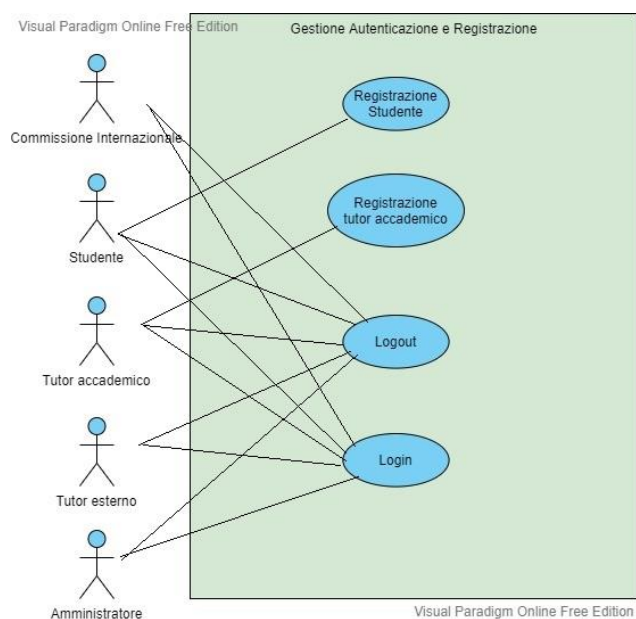 Visual Paradigm Online Free Edition
Gestione Autenticazione e Registrazione
Commissione Internazionale
Registrazione
Studente
Studente
Registrazione
tutor accademico
Tutor accademico
Logout
Tutor esterno
Login
Amministratore
Visual Paradigm Online Free Edition